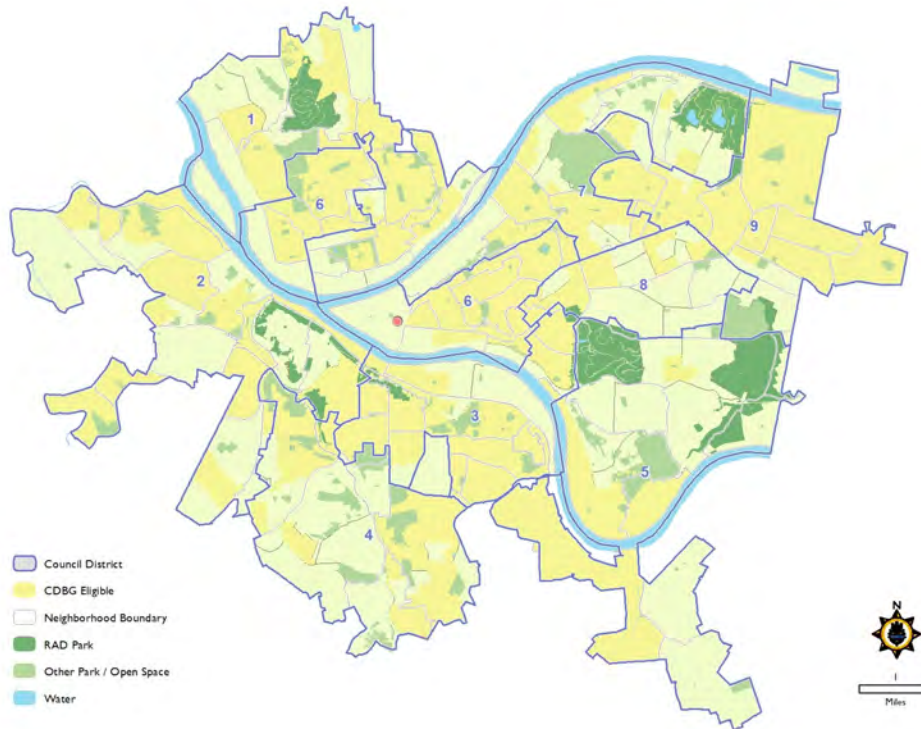 1
7
6
9
2
8
6
3
5
4
Council District
CDBG Eligible
Neighborhood Boundary
RAD Park
Other Park / Open Space
Water
N
1
Miles